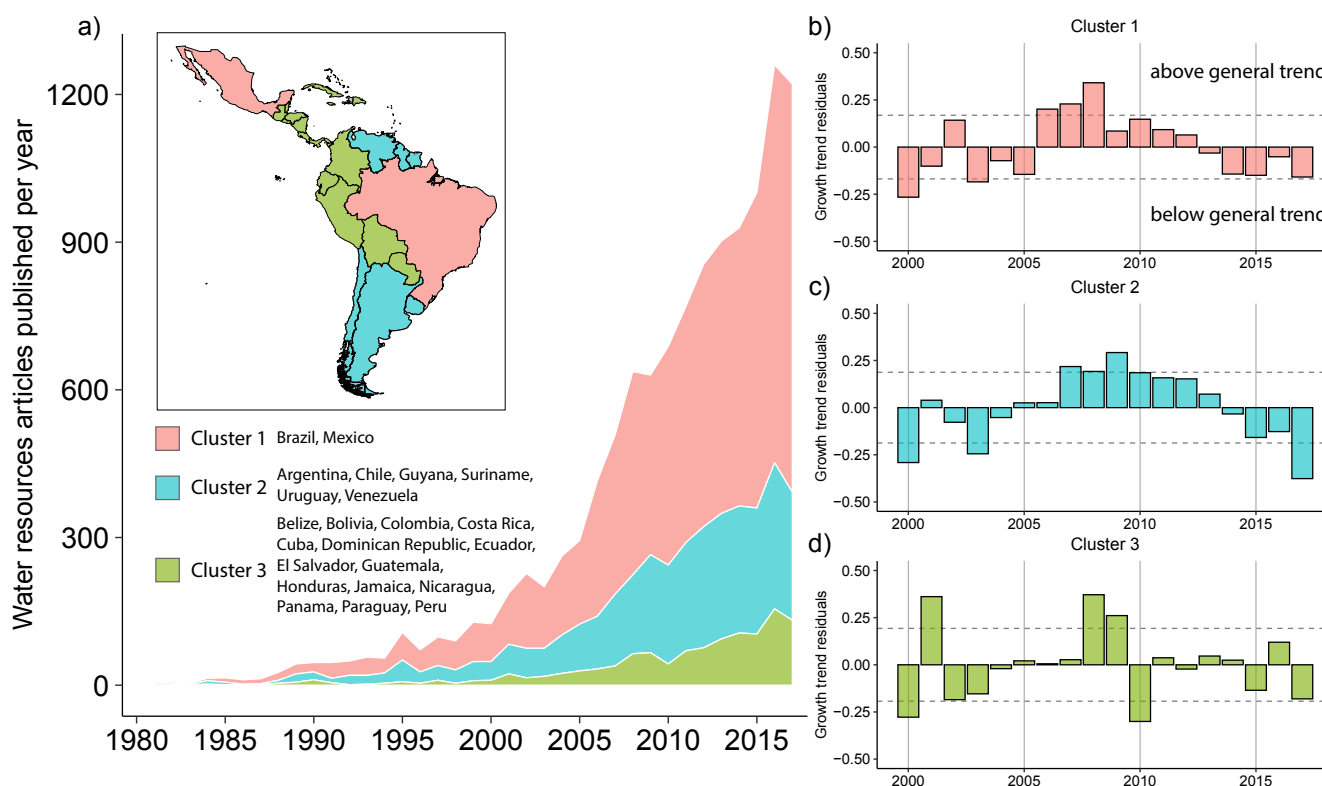 a)
Water resources articles published per year
1200
900
600
300
0
1980
1985
1990
1995
2000
2005
2010
2015
Cluster 1 Brazil, Mexico
Cluster 2 Argentina, Chile, Guyana, Suriname,
Uruguay, Venezuela
Cluster 3 Belize, Bolivia, Colombia, Costa Rica,
Cuba, Dominican Republic, Ecuador,
El Salvador, Guatemala,
Honduras, Jamaica, Nicaragua,
Panama, Paraguay, Peru
b)
Cluster 1
Growth trend residuals
0.50
0.25
0.00
−0.25
−0.50
above general trend
below general trend
2000
2005
2010
2015
c)
Cluster 2
Growth trend residuals
0.50
0.25
0.00
−0.25
−0.50
2000
2005
2010
2015
d)
Cluster 3
Growth trend residuals
0.50
0.25
0.00
−0.25
−0.50
2000
2005
2010
2015